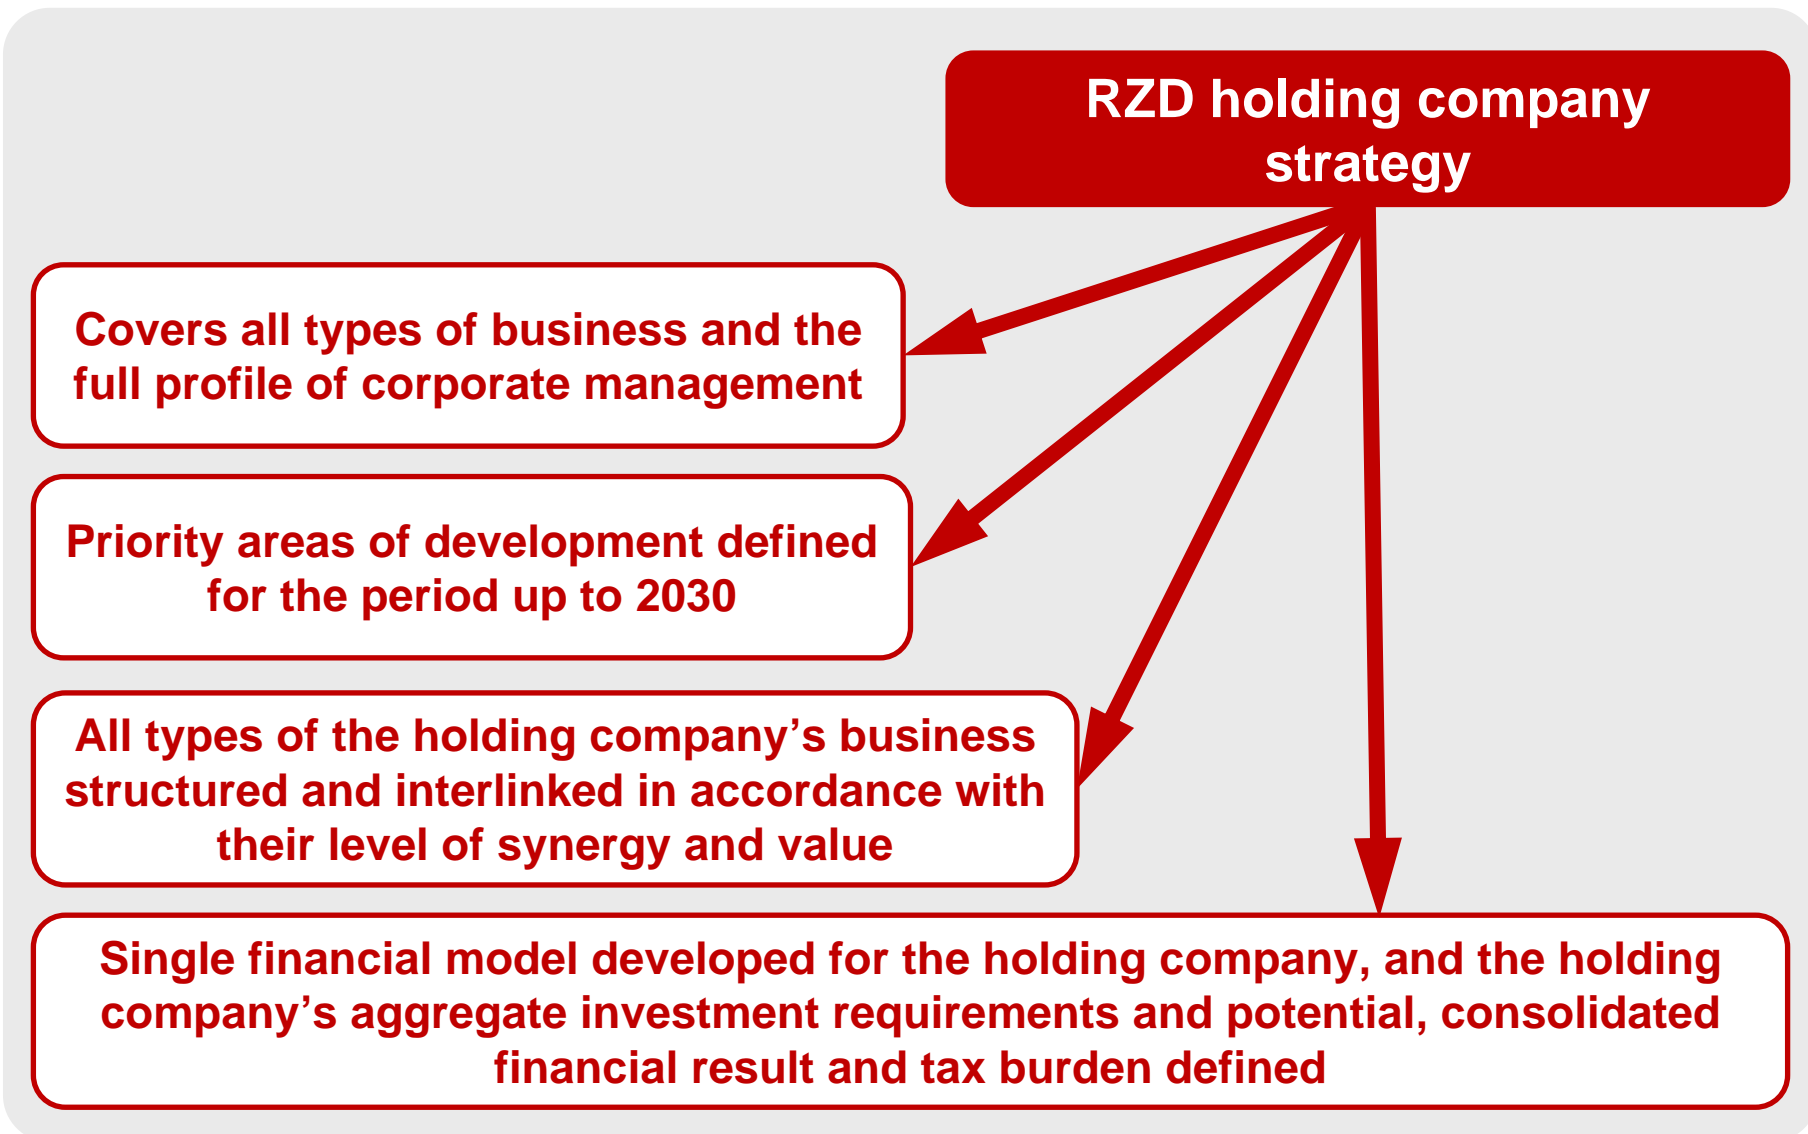 RZD holding company
strategy
Covers all types of business and the
full profile of corporate management
Priority areas of development defined
for the period up to 2030
All types of the holding company’s business
structured and interlinked in accordance with
their level of synergy and value
Single financial model developed for the holding company, and the holding
company’s aggregate investment requirements and potential, consolidated
financial result and tax burden defined